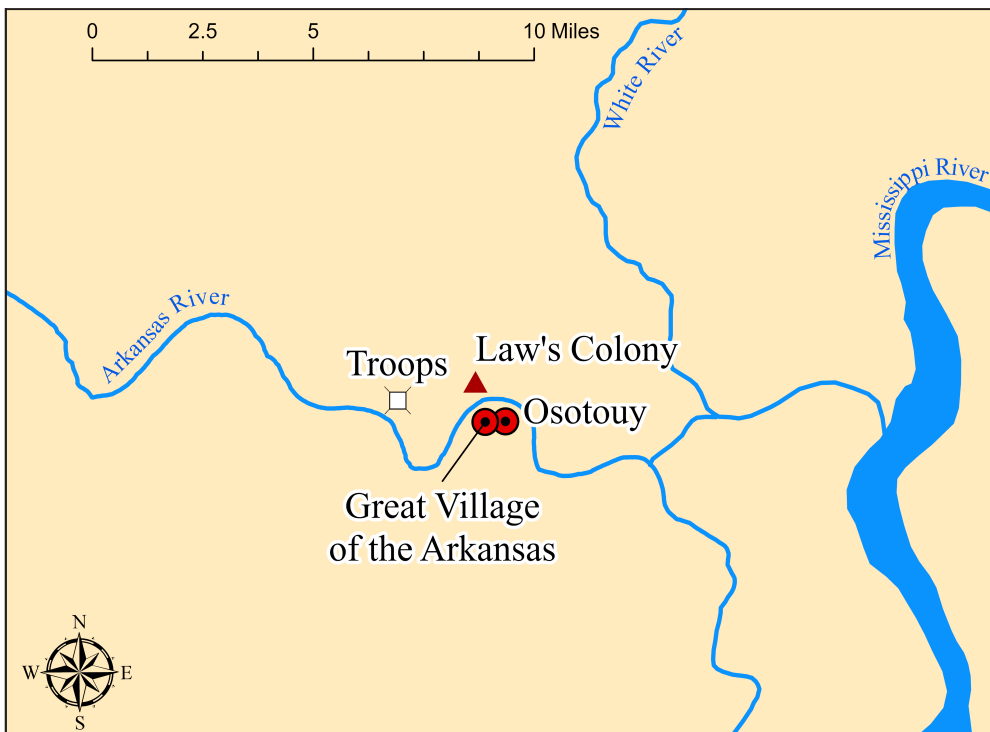 0 2.5 5 10 Miles
White River
Mississippi River
Arkansas River
Law's Colony
Troops
Osotouy
Great Village
of the Arkansas
N
W E
S